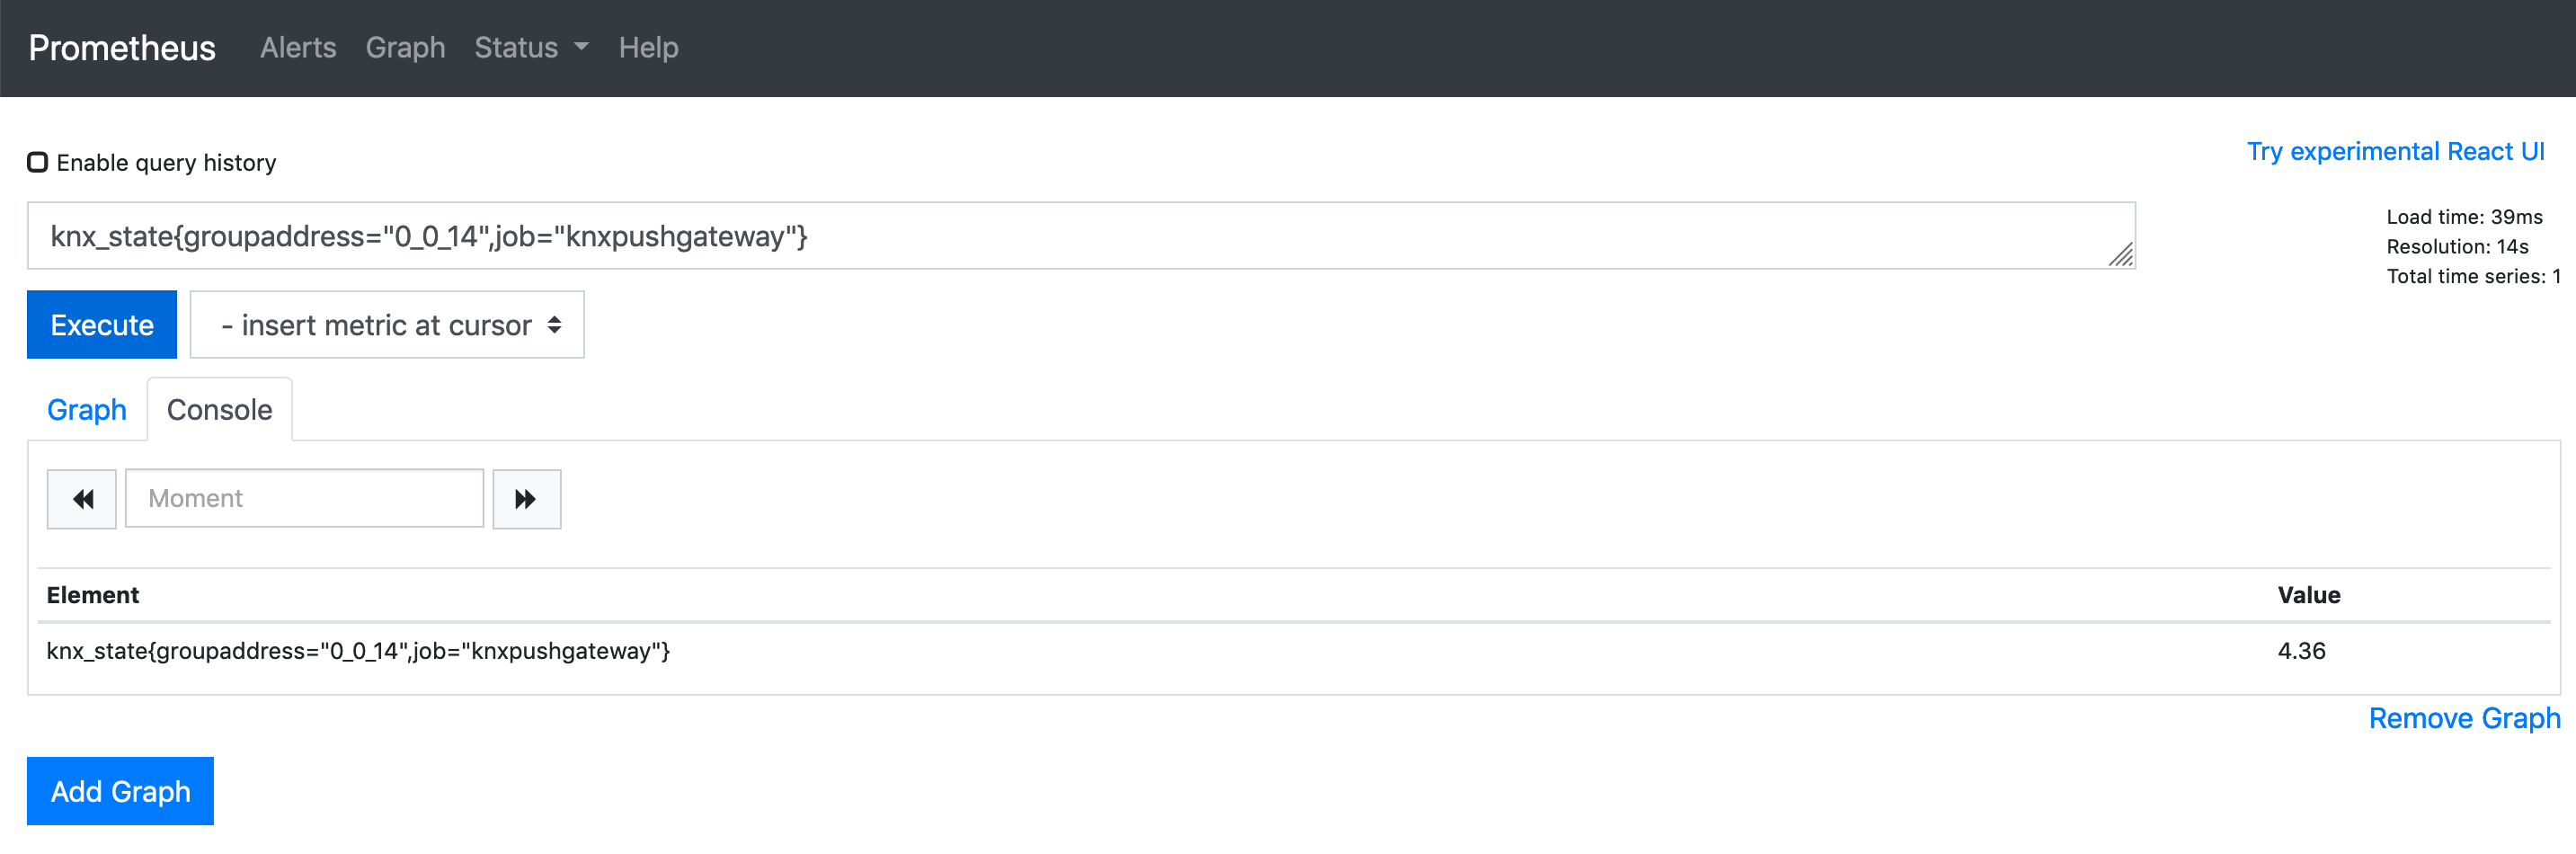 Prometheus Alerts Graph Status Help
Enable query history
Try experimental React UI
knx_state{groupaddress="0_0_14",job="knxpushgateway"}
Load time: 39ms
Resolution: 14s
Total time series: 1
Execute
- insert metric at cursor
Graph Console
Moment
Element Value
knx_state{groupaddress="0_0_14",job="knxpushgateway"} 4.36
Remove Graph
Add Graph